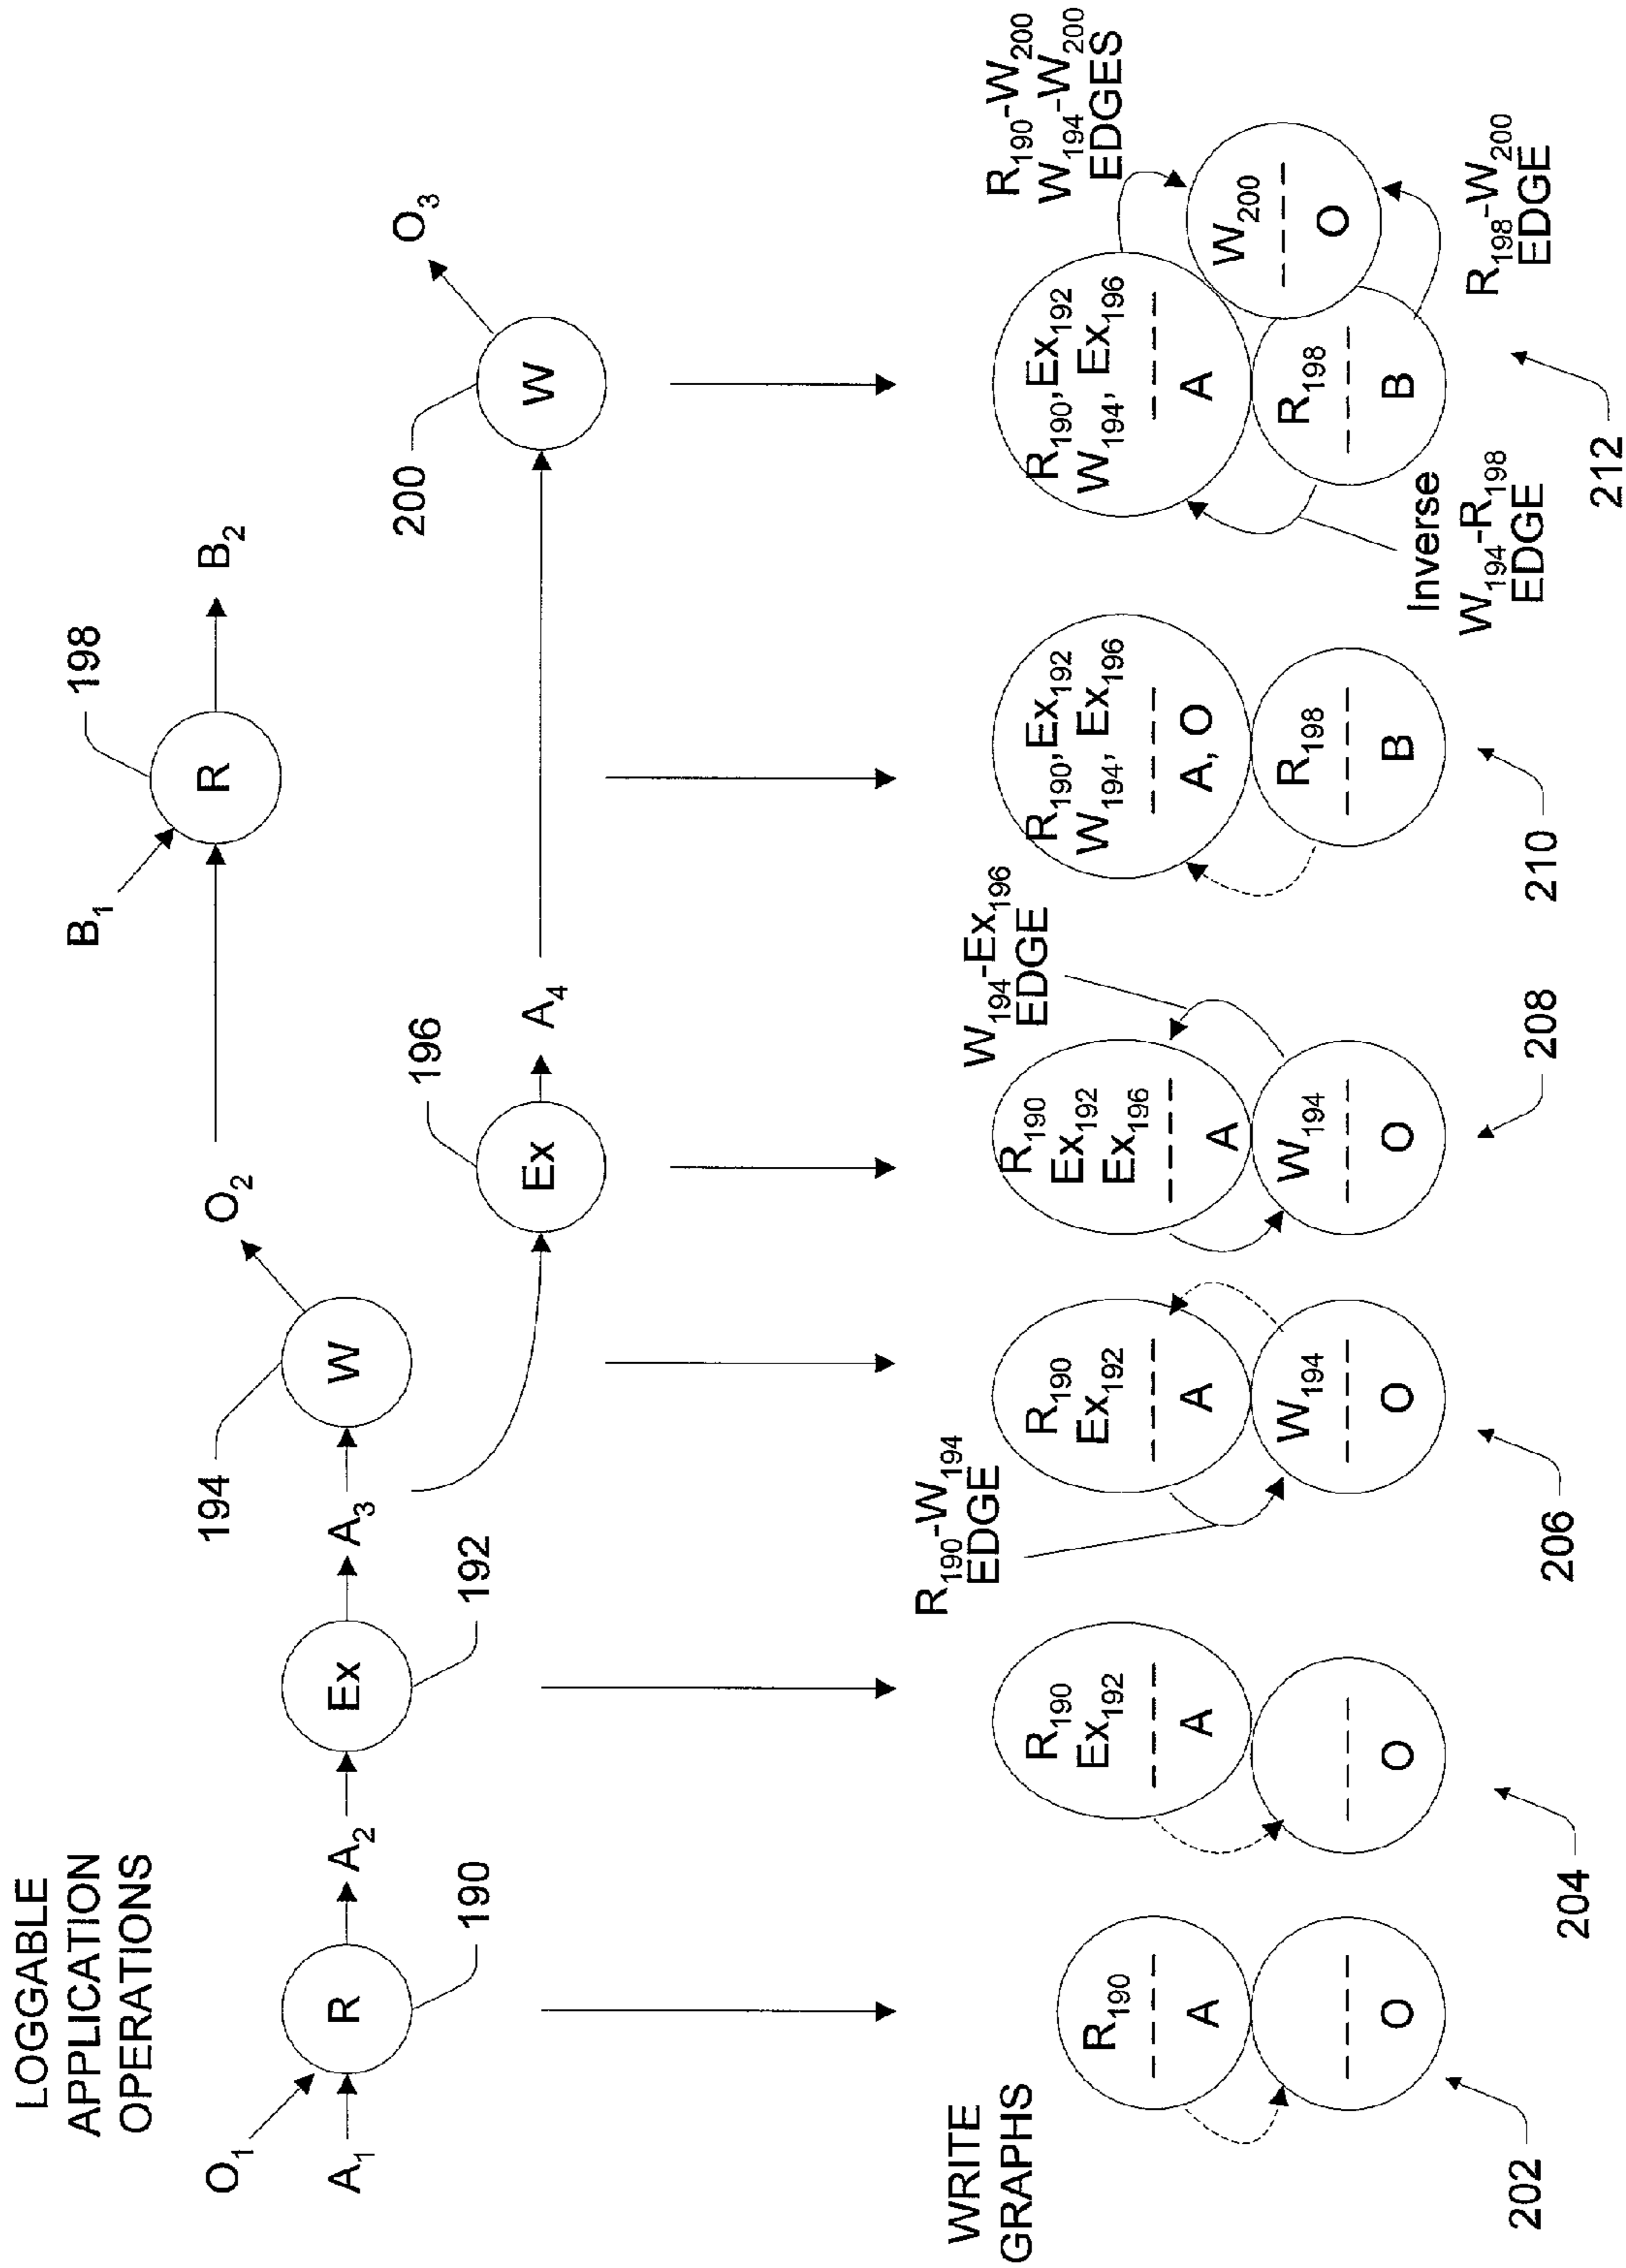 LOGGABLE
APPLICATION
OPERATIONS
O1
A1
R
190
A2
Ex
192
A3
W
194
O2
Ex
196
A4
B1
R
198
B2
W
200
O3
WRITE
GRAPHS
R190
A
O
202
R190
Ex192
A
O
204
R190-W194
EDGE
R190
Ex192
A
W194
O
206
W194-Ex196
EDGE
R190
Ex192
Ex196
A
W194
O
208
R190, Ex192
W194, Ex196
A, O
R198
B
210
R190-W200
W194-W200
EDGES
R190, Ex192
W194, Ex196
A
W200
O
R198
B
Inverse
W194-R198
EDGE
R198-W200
EDGE
212